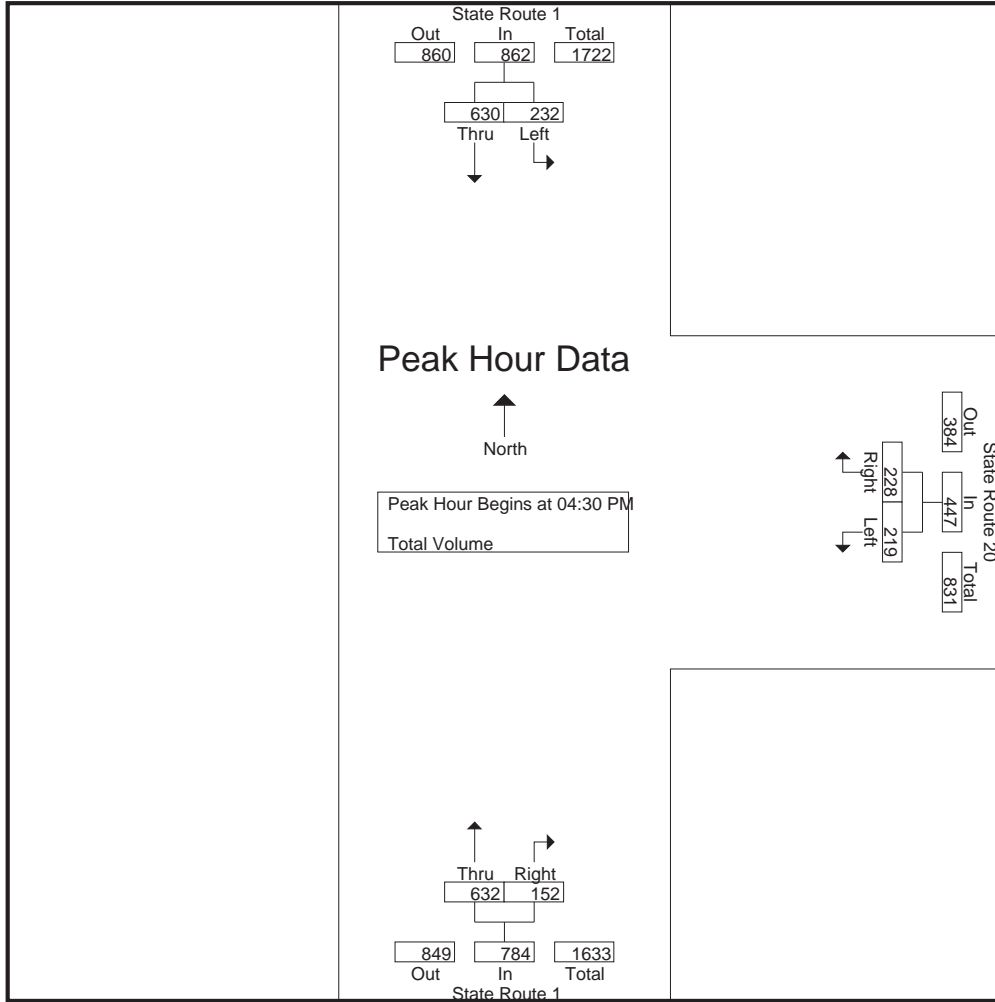 State Route 1
Out In Total
860 862 1722
630 232
Thru Left
Peak Hour Data
North
Peak Hour Begins at 04:30 PM
Total Volume
State Route 20
Out In Total
384 447 831
228 219
Right Left
Thru Right
632 152
849 784 1633
Out In Total
State Route 1